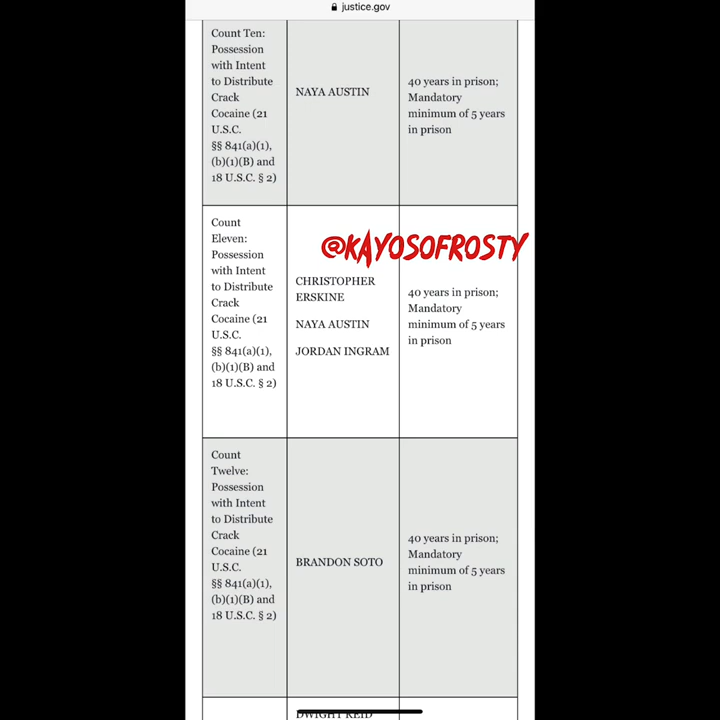 justice.gov
Count Ten:
Possession
with Intent
to Distribute
Crack
Cocaine (21
U.S.C.
§§ 841(a)(1),
(b)(1)(B) and
18 U.S.C. § 2)
NAYA AUSTIN
40 years in prison;
Mandatory
minimum of 5 years
in prison
@KAYOSOFROSTY
Count
Eleven:
Possession
with Intent
to Distribute
Crack
Cocaine (21
U.S.C.
§§ 841(a)(1),
(b)(1)(B) and
18 U.S.C. § 2)
CHRISTOPHER
ERSKINE
NAYA AUSTIN
JORDAN INGRAM
40 years in prison;
Mandatory
minimum of 5 years
in prison
Count
Twelve:
Possession
with Intent
to Distribute
Crack
Cocaine (21
U.S.C.
§§ 841(a)(1),
(b)(1)(B) and
18 U.S.C. § 2)
BRANDON SOTO
40 years in prison;
Mandatory
minimum of 5 years
in prison
DWIGHT REID